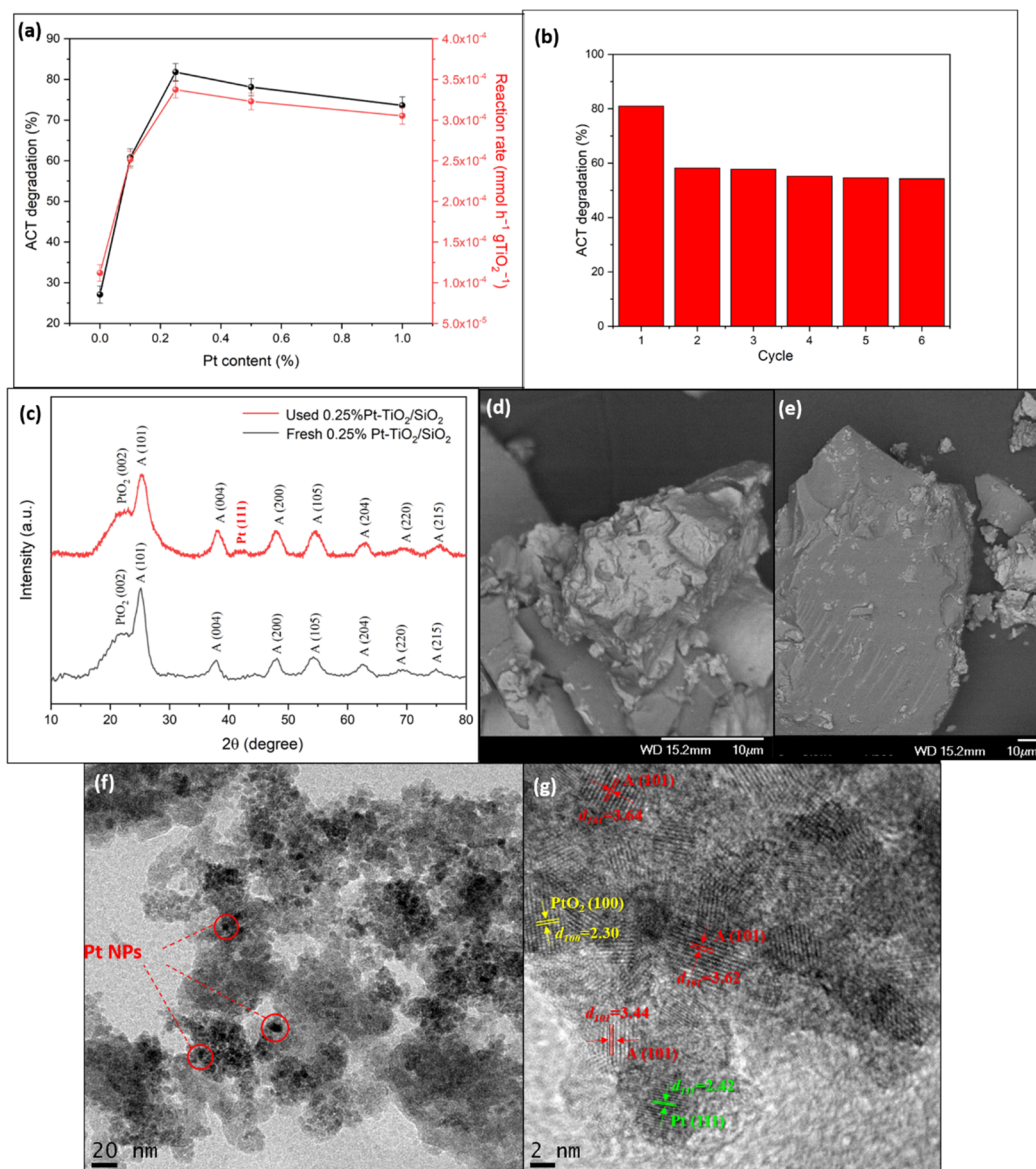 (a)
90
80
70
60
50
40
30
20
ACT degradation (%)
0.0 0.2 0.4 0.6 0.8 1.0
Pt content (%)
4.0x10⁻⁴
3.5x10⁻⁴
3.0x10⁻⁴
2.5x10⁻⁴
2.0x10⁻⁴
1.5x10⁻⁴
1.0x10⁻⁴
5.0x10⁻⁵
Reaction rate (mmol h⁻¹ gTiO₂⁻¹)
(b)
100
80
60
40
20
0
ACT degradation (%)
1 2 3 4 5 6
Cycle
(c)
Used 0.25%Pt-TiO₂/SiO₂
Fresh 0.25% Pt-TiO₂/SiO₂
Intensity (a.u.)
PtO₂ (002)
A (101)
A (004)
Pt (111)
A (200)
A (105)
A (204)
A (220)
A (215)
PtO₂ (002)
A (101)
A (004)
A (200)
A (105)
A (204)
A (220)
A (215)
10 20 30 40 50 60 70 80
2θ (degree)
(d)
WD 15.2mm 10μm
(e)
WD 15.2mm 10μm
(f)
Pt NPs
20 nm
(g)
A (101)
d₁₀₁=3.64
PtO₂ (100)
d₁₀₀=2.30
A (101)
d₁₀₁=3.62
d₁₀₁=3.44
A (101)
d₁₁₁=2.42
Pt (111)
2 nm